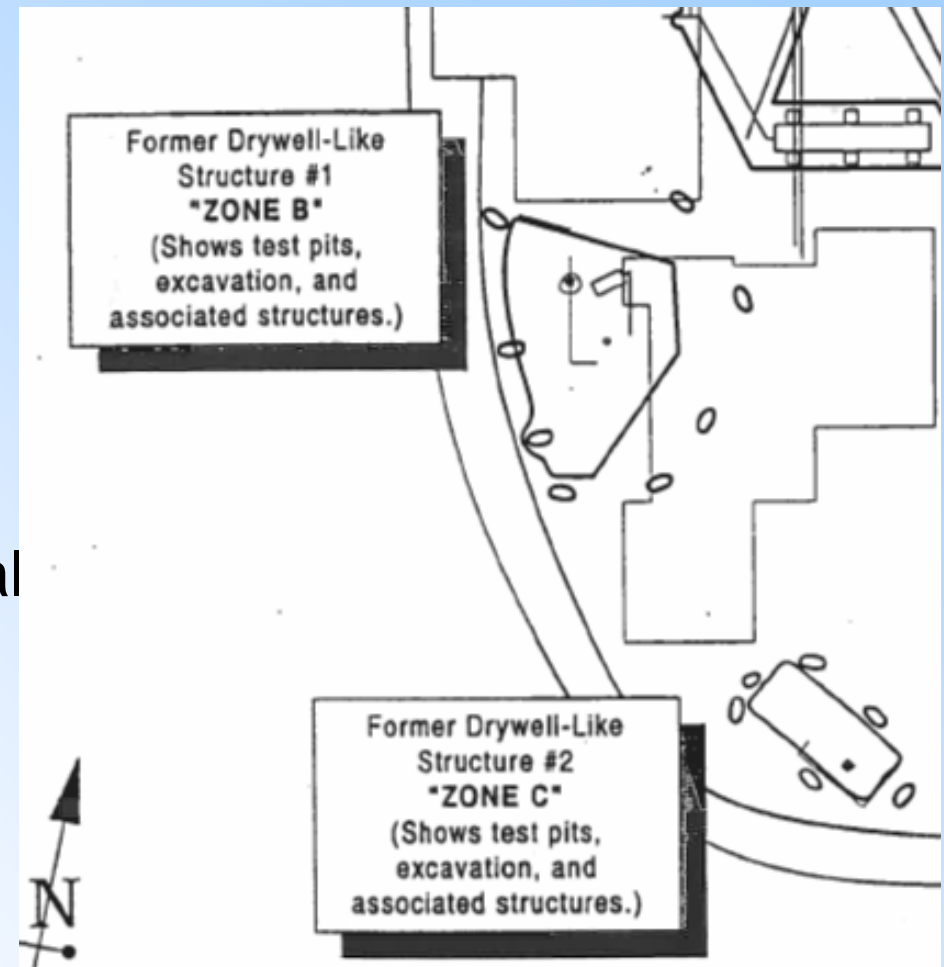 Former Drywell-Like
Structure #1
"ZONE B"
(Shows test pits,
excavation, and
associated structures.)
al
Former Drywell-Like
Structure #2
"ZONE C"
(Shows test pits,
excavation, and
associated structures.)
N